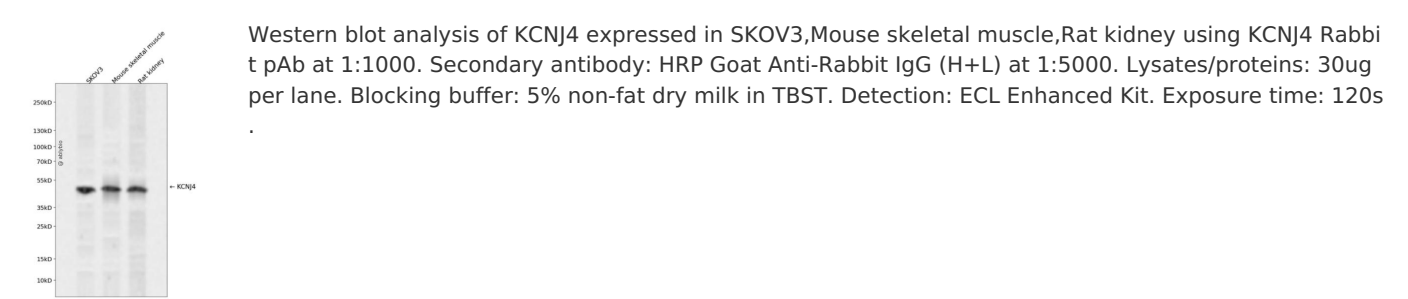 SKOV3
Mouse skeletal muscle
Rat kidney
250kD
130kD
100kD
70kD
55kD
35kD
25kD
15kD
10kD
@ ablybio
← KCNJ4
Western blot analysis of KCNJ4 expressed in SKOV3,Mouse skeletal muscle,Rat kidney using KCNJ4 Rabbi
t pAb at 1:1000. Secondary antibody: HRP Goat Anti-Rabbit IgG (H+L) at 1:5000. Lysates/proteins: 30ug
per lane. Blocking buffer: 5% non-fat dry milk in TBST. Detection: ECL Enhanced Kit. Exposure time: 120s
.